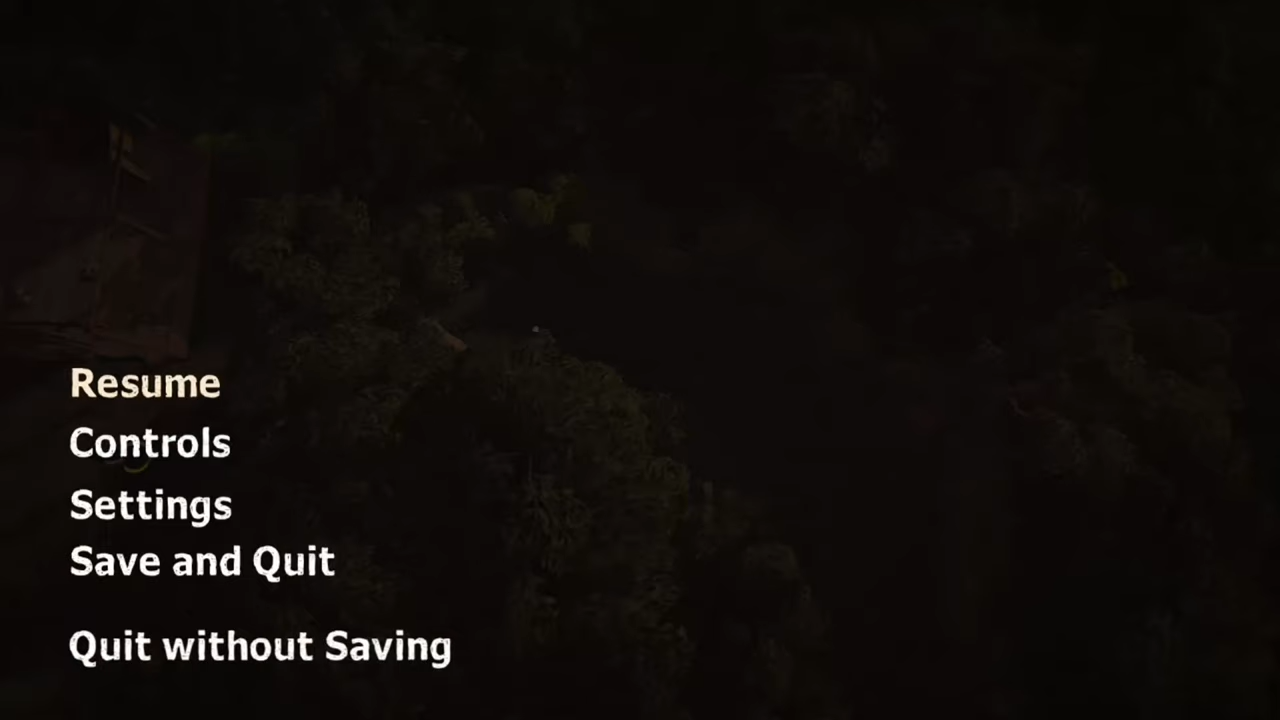 Resume
Controls
Settings
Save and Quit
Quit without Saving